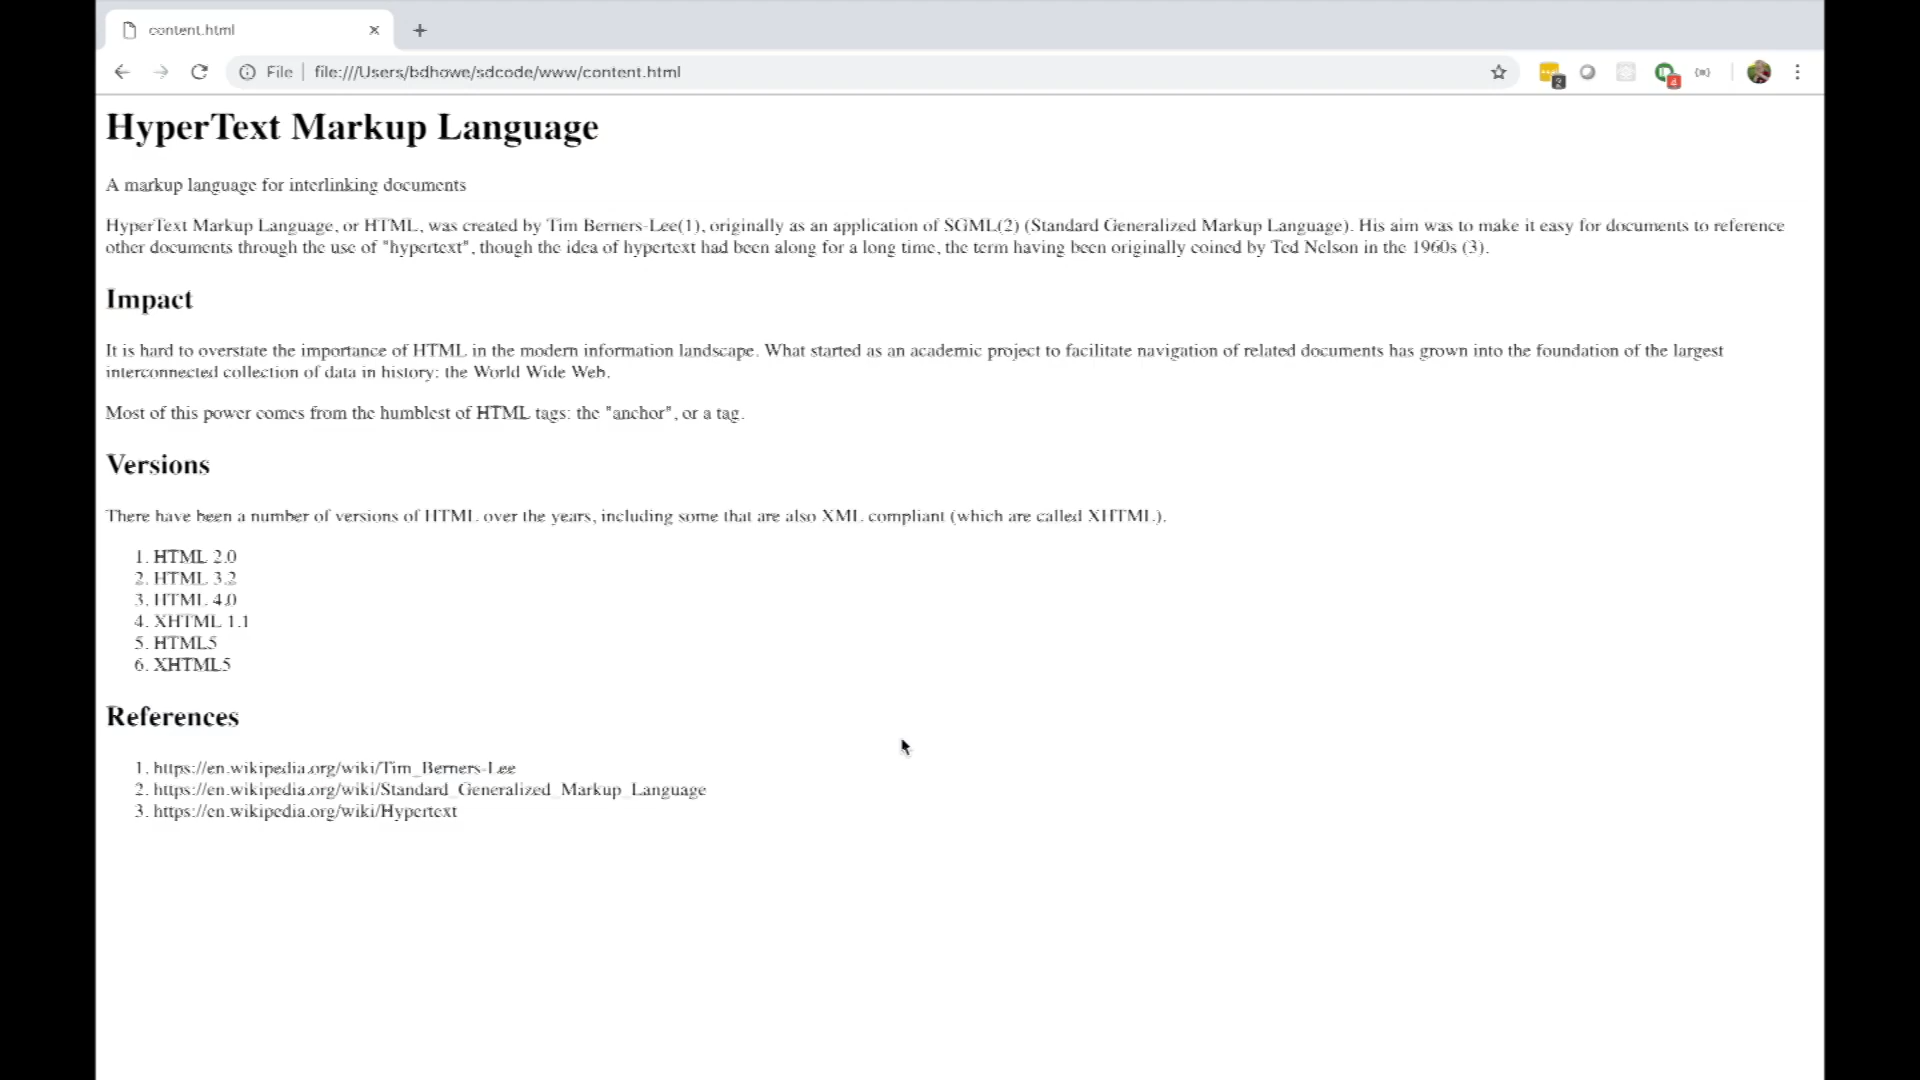 content.html
File
file:///Users/bdhowe/sdcode/www/content.html
2
4
HyperText Markup Language
A markup language for interlinking documents
HyperText Markup Language, or HTML, was created by Tim Berners-Lee(1), originally as an application of SGML(2) (Standard Generalized Markup Language). His aim was to make it easy for documents to reference
other documents through the use of "hypertext", though the idea of hypertext had been along for a long time, the term having been originally coined by Ted Nelson in the 1960s (3).
Impact
It is hard to overstate the importance of HTML in the modern information landscape. What started as an academic project to facilitate navigation of related documents has grown into the foundation of the largest
interconnected collection of data in history: the World Wide Web.
Most of this power comes from the humblest of HTML tags: the "anchor", or a tag.
Versions
There have been a number of versions of HTML over the years, including some that are also XML compliant (which are called XHTML).
1. HTML 2.0
2. HTML 3.2
3. HTML 4.0
4. XHTML 1.1
5. HTML5
6. XHTML5
References
1. https://en.wikipedia.org/wiki/Tim_Berners-Lee
2. https://en.wikipedia.org/wiki/Standard_Generalized_Markup_Language
3. https://en.wikipedia.org/wiki/Hypertext